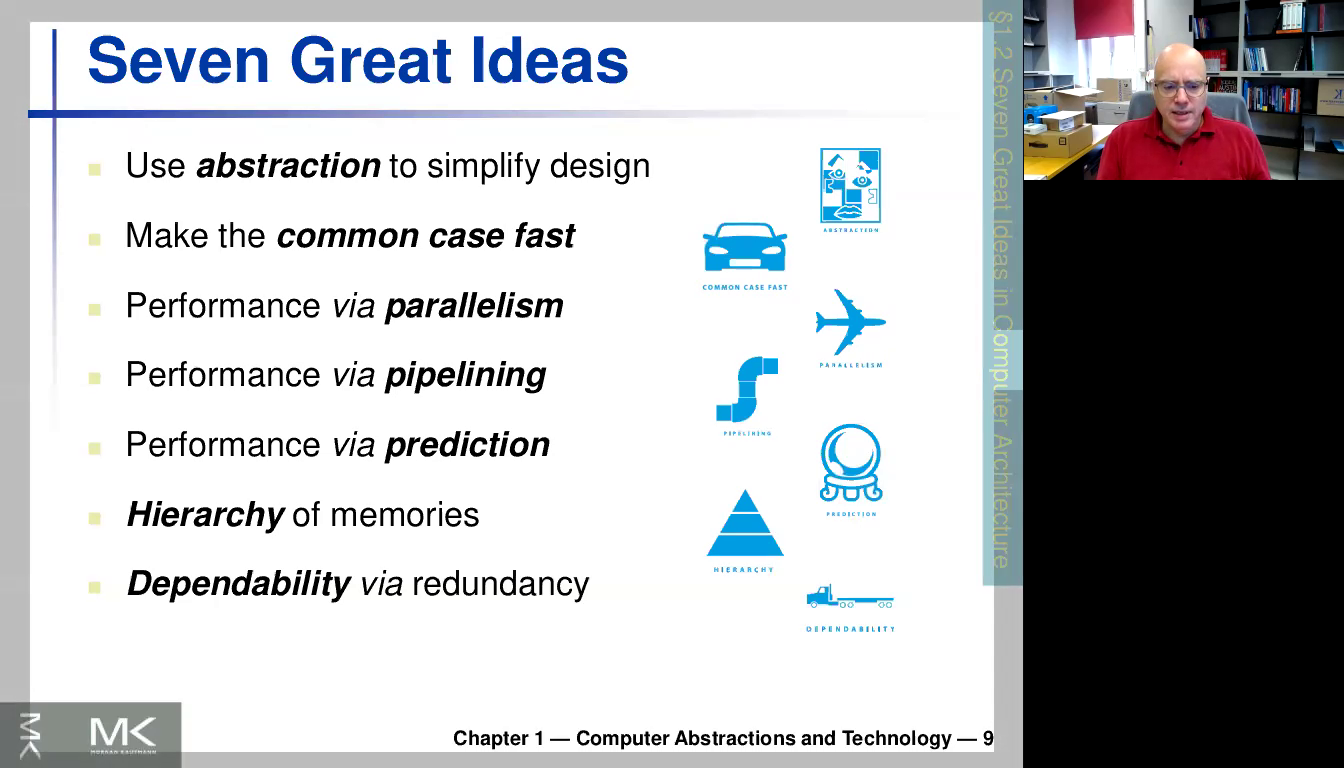 Seven Great Ideas
Use abstraction to simplify design
Make the common case fast
Performance via parallelism
Performance via pipelining
Performance via prediction
Hierarchy of memories
Dependability via redundancy
ABSTRACTION
COMMON CASE FAST
PARALLELISM
PIPELINING
PREDICTION
HIERARCHY
DEPENDABILITY
§1.2 Seven Great Ideas in Computer Architecture
MK
MK
MORGAN KAUFMANN
Chapter 1 — Computer Abstractions and Technology — 9